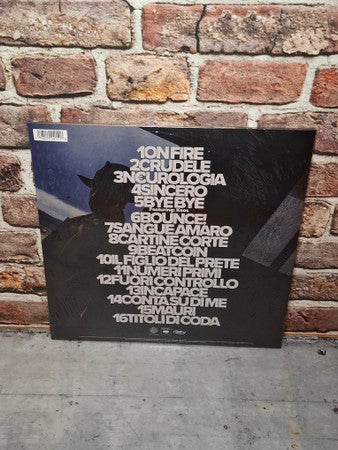 1ON FIRE
2CRUDELE
3NEUROLOGIA
4SINCERO
5BYE BYE
6BOUNCE!
7SANGUE AMARO
8CARTINE CORTE
9BEATCOIN
10IL FIGLIO DEL PRETE
11NUMERI PRIMI
12FUORI CONTROLLO
13INCAPACE
14CONTA SU DI ME
15MAURI
16TITOLI DI CODA